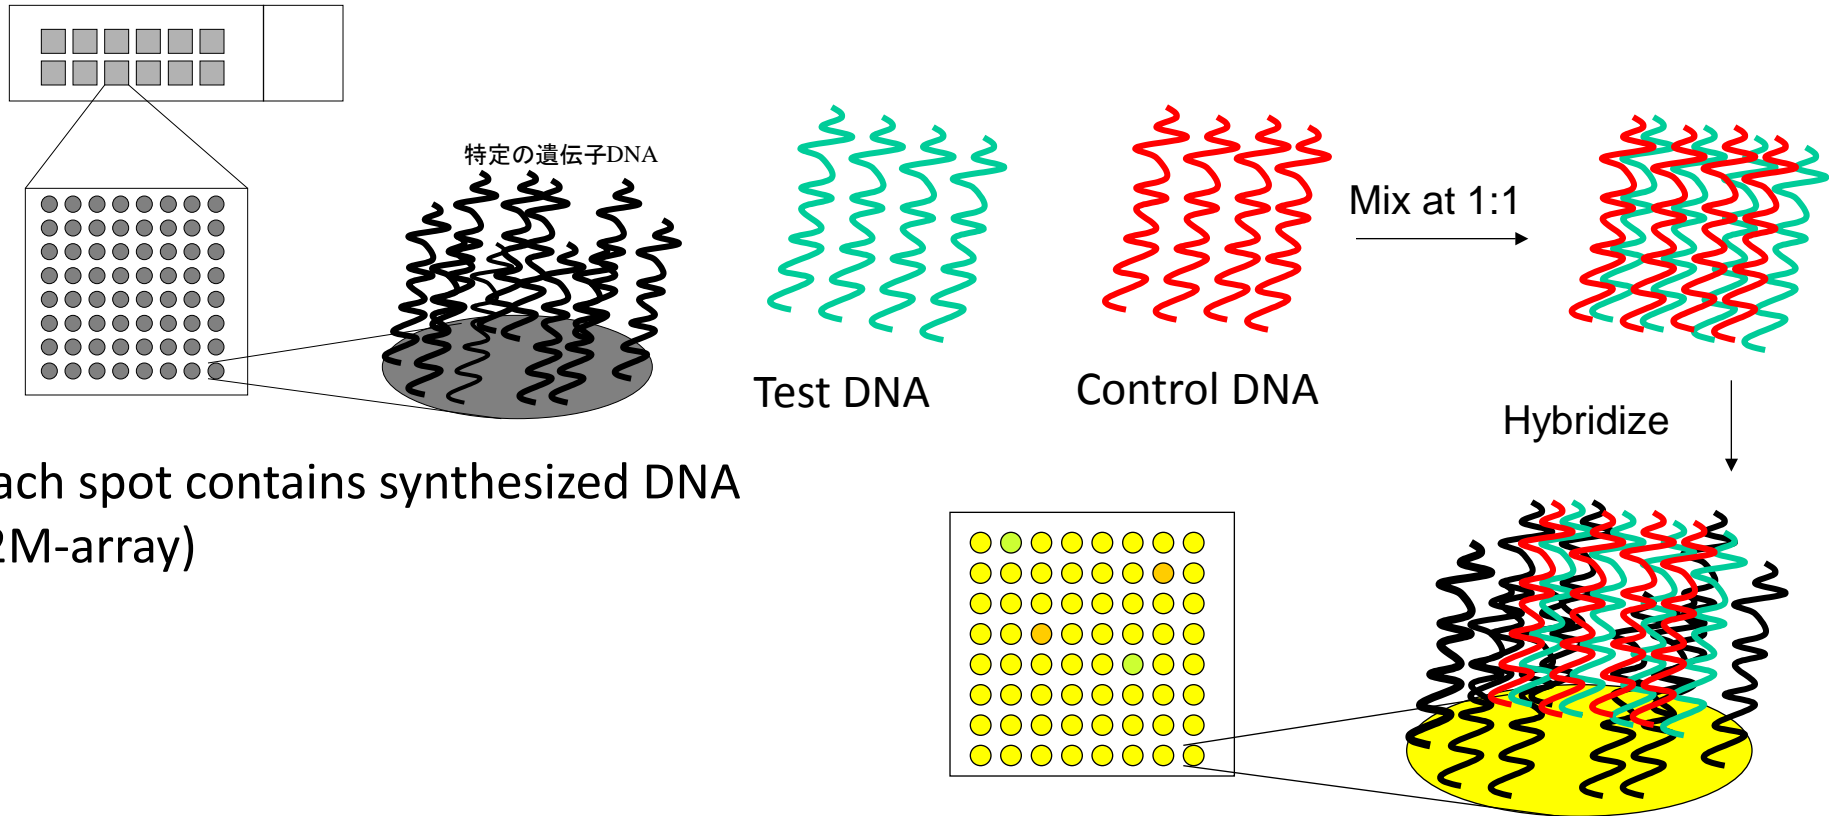 特定の遺伝子DNA
Test DNA
Control DNA
Mix at 1:1
Hybridize
ach spot contains synthesized DNA
2M-array)